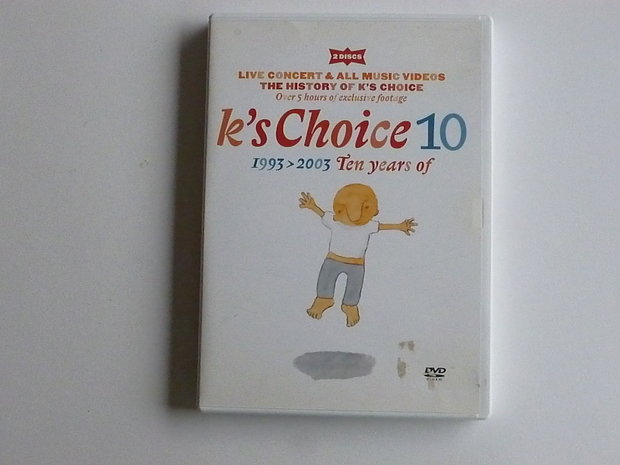 2 DISCS
LIVE CONCERT & ALL MUSIC VIDEOS
THE HISTORY OF K'S CHOICE
Over 5 hours of exclusive footage
k's Choice 10
1993 > 2003 Ten years of
DVD
VIDEO